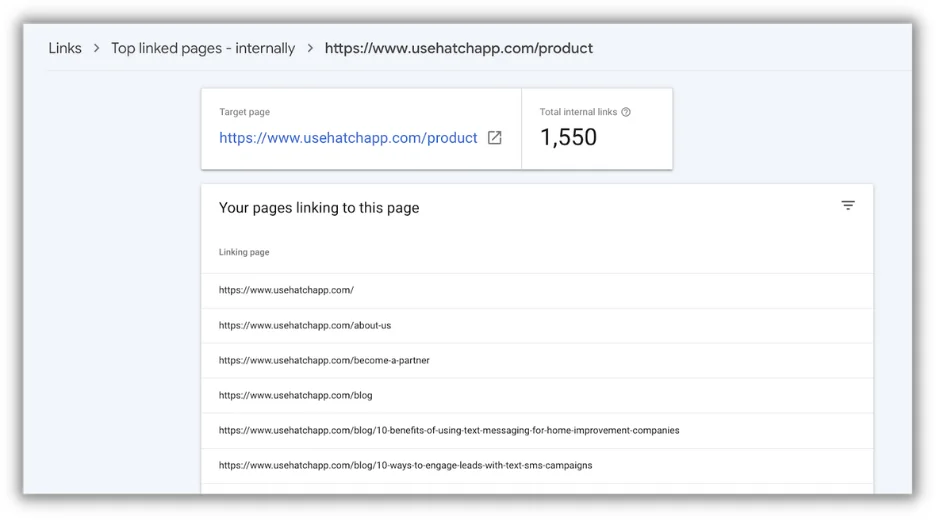 Links > Top linked pages - internally > https://www.usehatchapp.com/product
Target page
https://www.usehatchapp.com/product
Total internal links
1,550
Your pages linking to this page
Linking page
https://www.usehatchapp.com/
https://www.usehatchapp.com/about-us
https://www.usehatchapp.com/become-a-partner
https://www.usehatchapp.com/blog
https://www.usehatchapp.com/blog/10-benefits-of-using-text-messaging-for-home-improvement-companies
https://www.usehatchapp.com/blog/10-ways-to-engage-leads-with-text-sms-campaigns